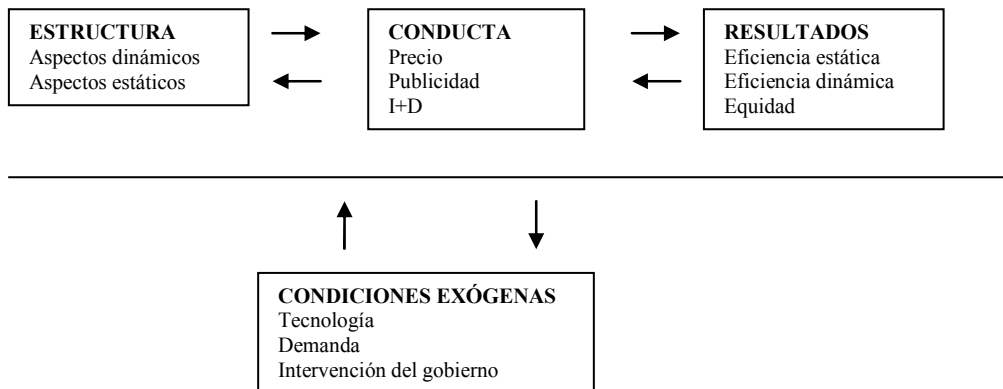 ESTRUCTURA
Aspectos dinámicos
Aspectos estáticos
CONDUCTA
Precio
Publicidad
I+D
RESULTADOS
Eficiencia estática
Eficiencia dinámica
Equidad
CONDICIONES EXÓGENAS
Tecnología
Demanda
Intervención del gobierno